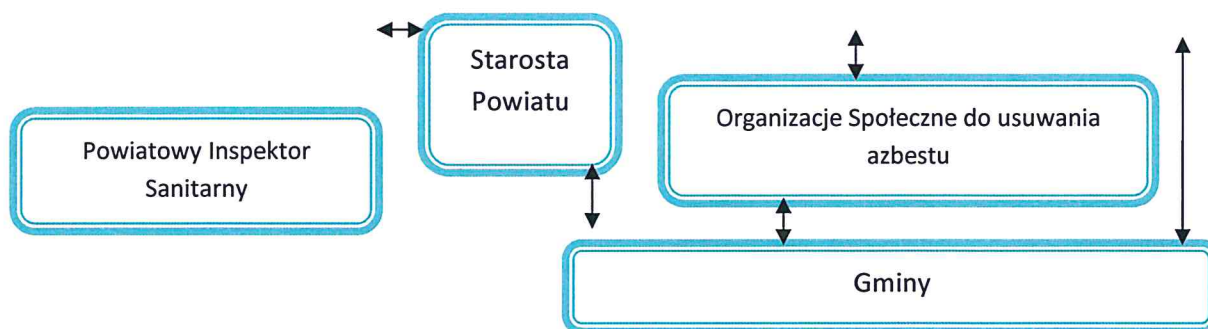 Starosta
Powiatu
Organizacje Społeczne do usuwania
azbestu
Powiatowy Inspektor
Sanitarny
Gminy